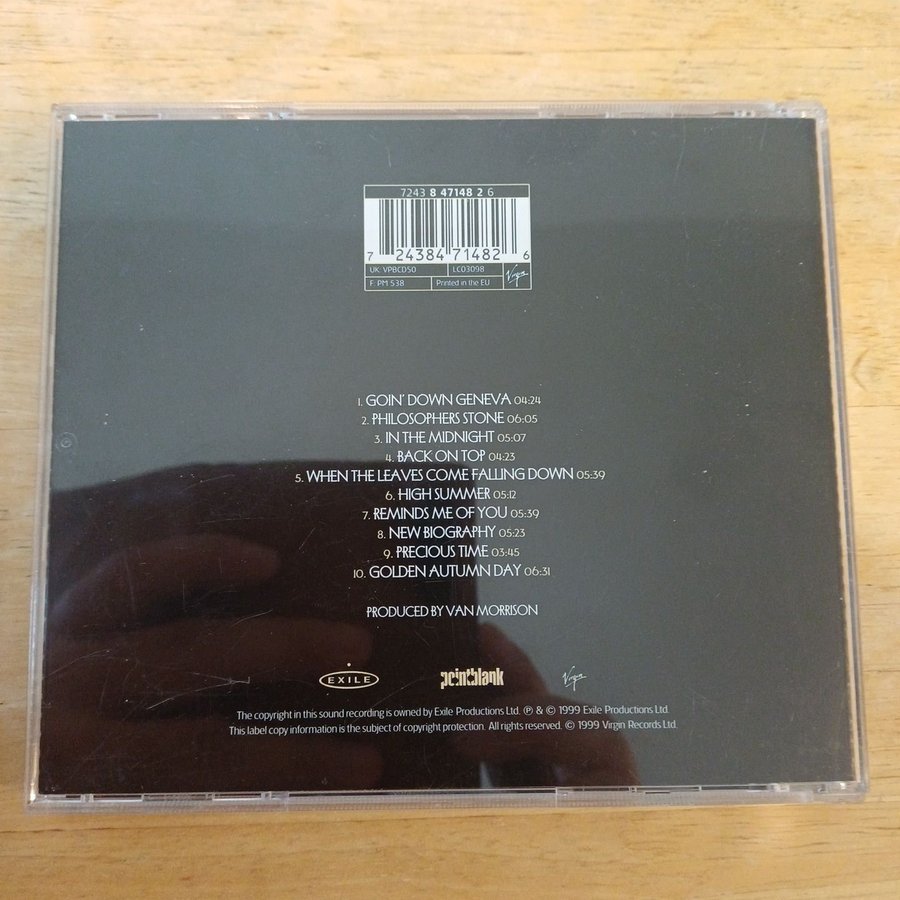 7243 8 47148 2 6
7 24384 71482 6
UK: VPBCD50 LC03098
F: PM 538 Printed in the EU Virgin
1. GOIN' DOWN GENEVA 04:24
2. PHILOSOPHERS STONE 06:05
3. IN THE MIDNIGHT 05:07
4. BACK ON TOP 04:23
5. WHEN THE LEAVES COME FALLING DOWN 05:39
6. HIGH SUMMER 05:12
7. REMINDS ME OF YOU 05:39
8. NEW BIOGRAPHY 05:23
9. PRECIOUS TIME 03:45
10. GOLDEN AUTUMN DAY 06:31
PRODUCED BY VAN MORRISON
EXILE pointblank Virgin
The copyright in this sound recording is owned by Exile Productions Ltd. ℗ & © 1999 Exile Productions Ltd.
This label copy information is the subject of copyright protection. All rights reserved. © 1999 Virgin Records Ltd.